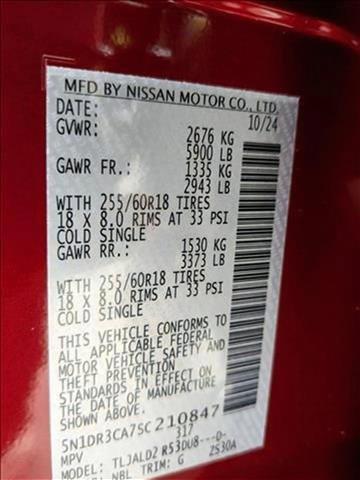 MFD BY NISSAN MOTOR CO., LTD.
DATE: 10/24
GVWR: 2676 KG
5900 LB
GAWR FR.: 1335 KG
2943 LB
WITH 255/60R18 TIRES
18 X 8.0 RIMS AT 33 PSI
COLD SINGLE
GAWR RR.: 1530 KG
3373 LB
WITH 255/60R18 TIRES
18 X 8.0 RIMS AT 33 PSI
COLD SINGLE
THIS VEHICLE CONFORMS TO
ALL APPLICABLE FEDERAL
MOTOR VEHICLE SAFETY AND
THEFT PREVENTION
STANDARDS IN EFFECT ON
THE DATE OF MANUFACTURE
SHOWN ABOVE.
5N1DR3CA7SC210847
MPV 317
TLJALD2 R53DU8---D-
NBL TRIM: G 2S30A